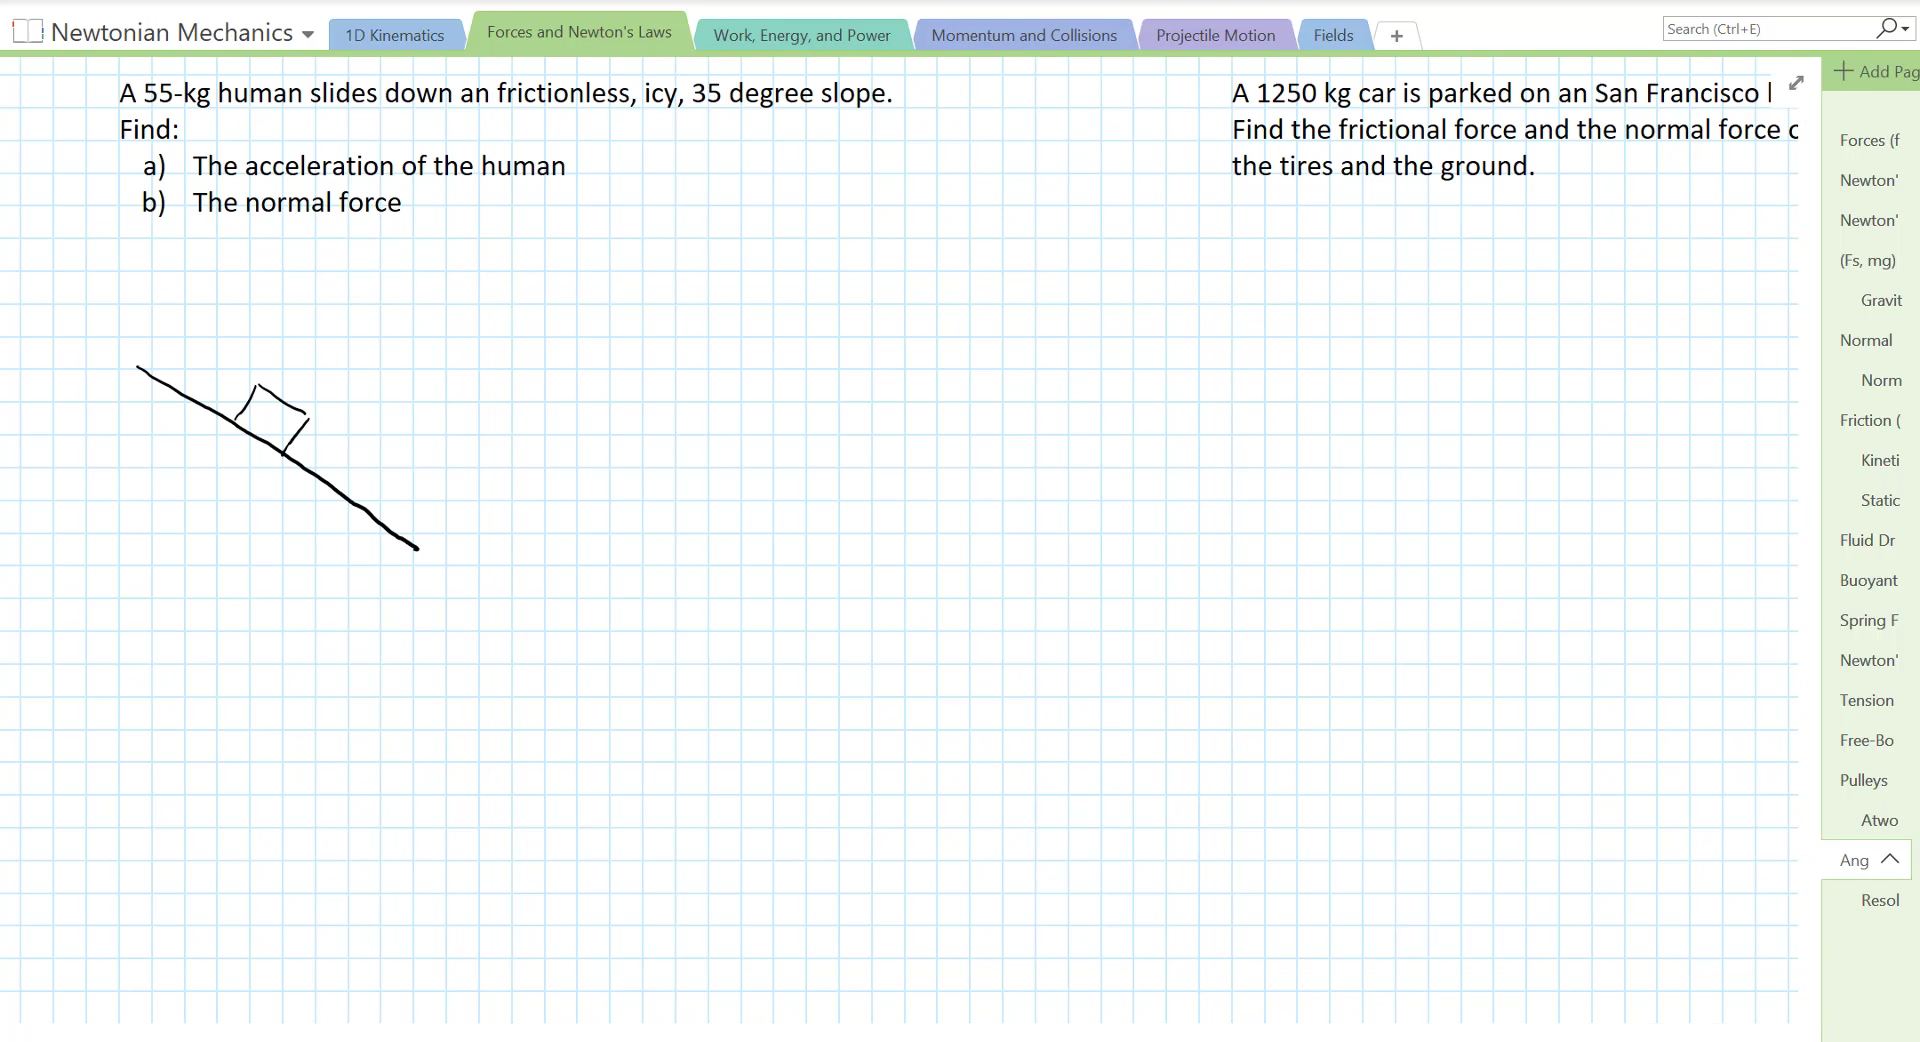 Newtonian Mechanics
1D Kinematics
Forces and Newton's Laws
Work, Energy, and Power
Momentum and Collisions
Projectile Motion
Fields
+
Search (Ctrl+E)
A 55-kg human slides down an frictionless, icy, 35 degree slope.
Find:
a) The acceleration of the human
b) The normal force
A 1250 kg car is parked on an San Francisco
Find the frictional force and the normal force
the tires and the ground.
Add Pag
Forces (f
Newton'
Newton'
(Fs, mg)
Gravit
Normal
Norm
Friction (
Kineti
Static
Fluid Dr
Buoyant
Spring F
Newton'
Tension
Free-Bo
Pulleys
Atwo
Ang
Resol